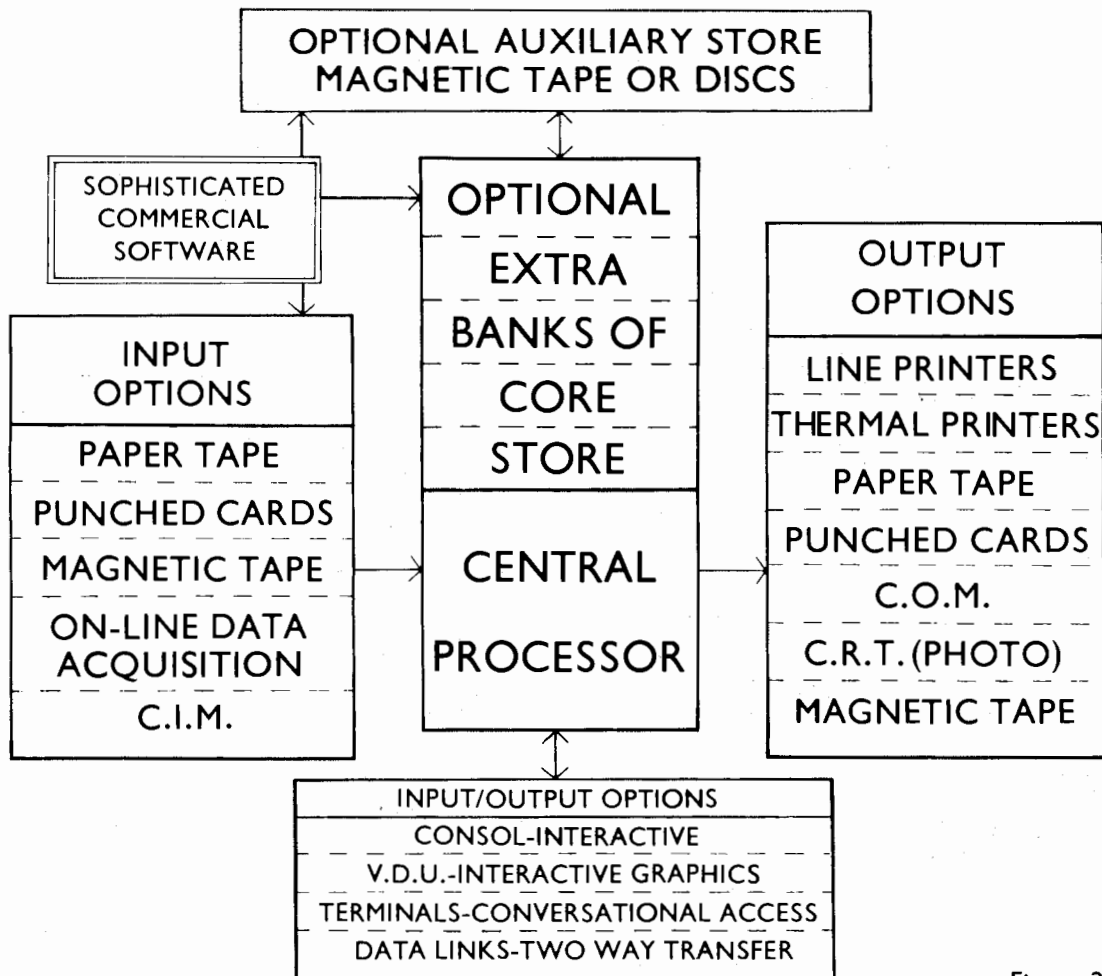 OPTIONAL AUXILIARY STORE
MAGNETIC TAPE OR DISCS
SOPHISTICATED
COMMERCIAL
SOFTWARE
INPUT
OPTIONS
PAPER TAPE
PUNCHED CARDS
MAGNETIC TAPE
ON-LINE DATA
ACQUISITION
C.I.M.
OPTIONAL
EXTRA
BANKS OF
CORE
STORE
CENTRAL
PROCESSOR
OUTPUT
OPTIONS
LINE PRINTERS
THERMAL PRINTERS
PAPER TAPE
PUNCHED CARDS
C.O.M.
C.R.T. (PHOTO)
MAGNETIC TAPE
INPUT/OUTPUT OPTIONS
CONSOL-INTERACTIVE
V.D.U.-INTERACTIVE GRAPHICS
TERMINALS-CONVERSATIONAL ACCESS
DATA LINKS-TWO WAY TRANSFER